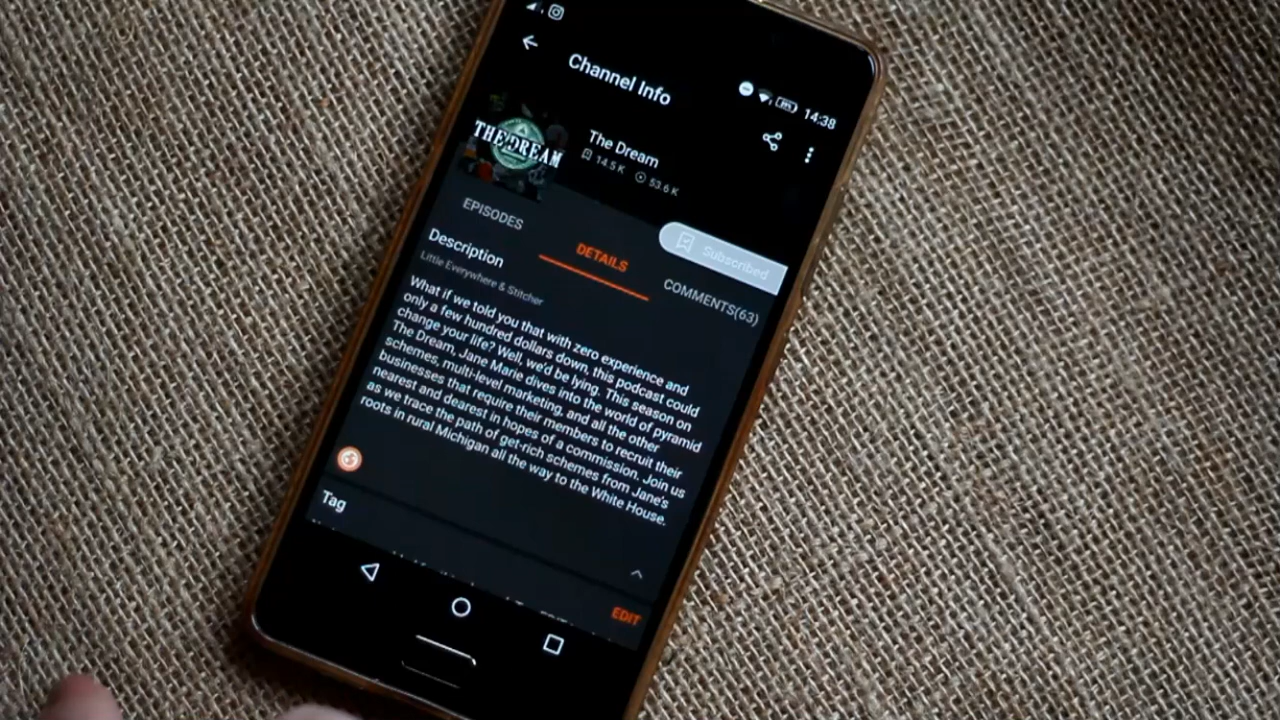 14:38
Channel Info
THE DREAM
The Dream
14.5 K 53.6 K
Subscribed
EPISODES
DETAILS
COMMENTS(63)
Description
Little Everywhere & Stitcher
What if we told you that with zero experience and
only a few hundred dollars down, this podcast could
change your life? Well, we'd be lying. This season on
The Dream, Jane Marie dives into the world of pyramid
schemes, multi-level marketing, and all the other
businesses that require their members to recruit their
nearest and dearest in hopes of a commission. Join us
as we trace the path of get-rich schemes from Jane's
roots in rural Michigan all the way to the White House.
Tag
EDIT